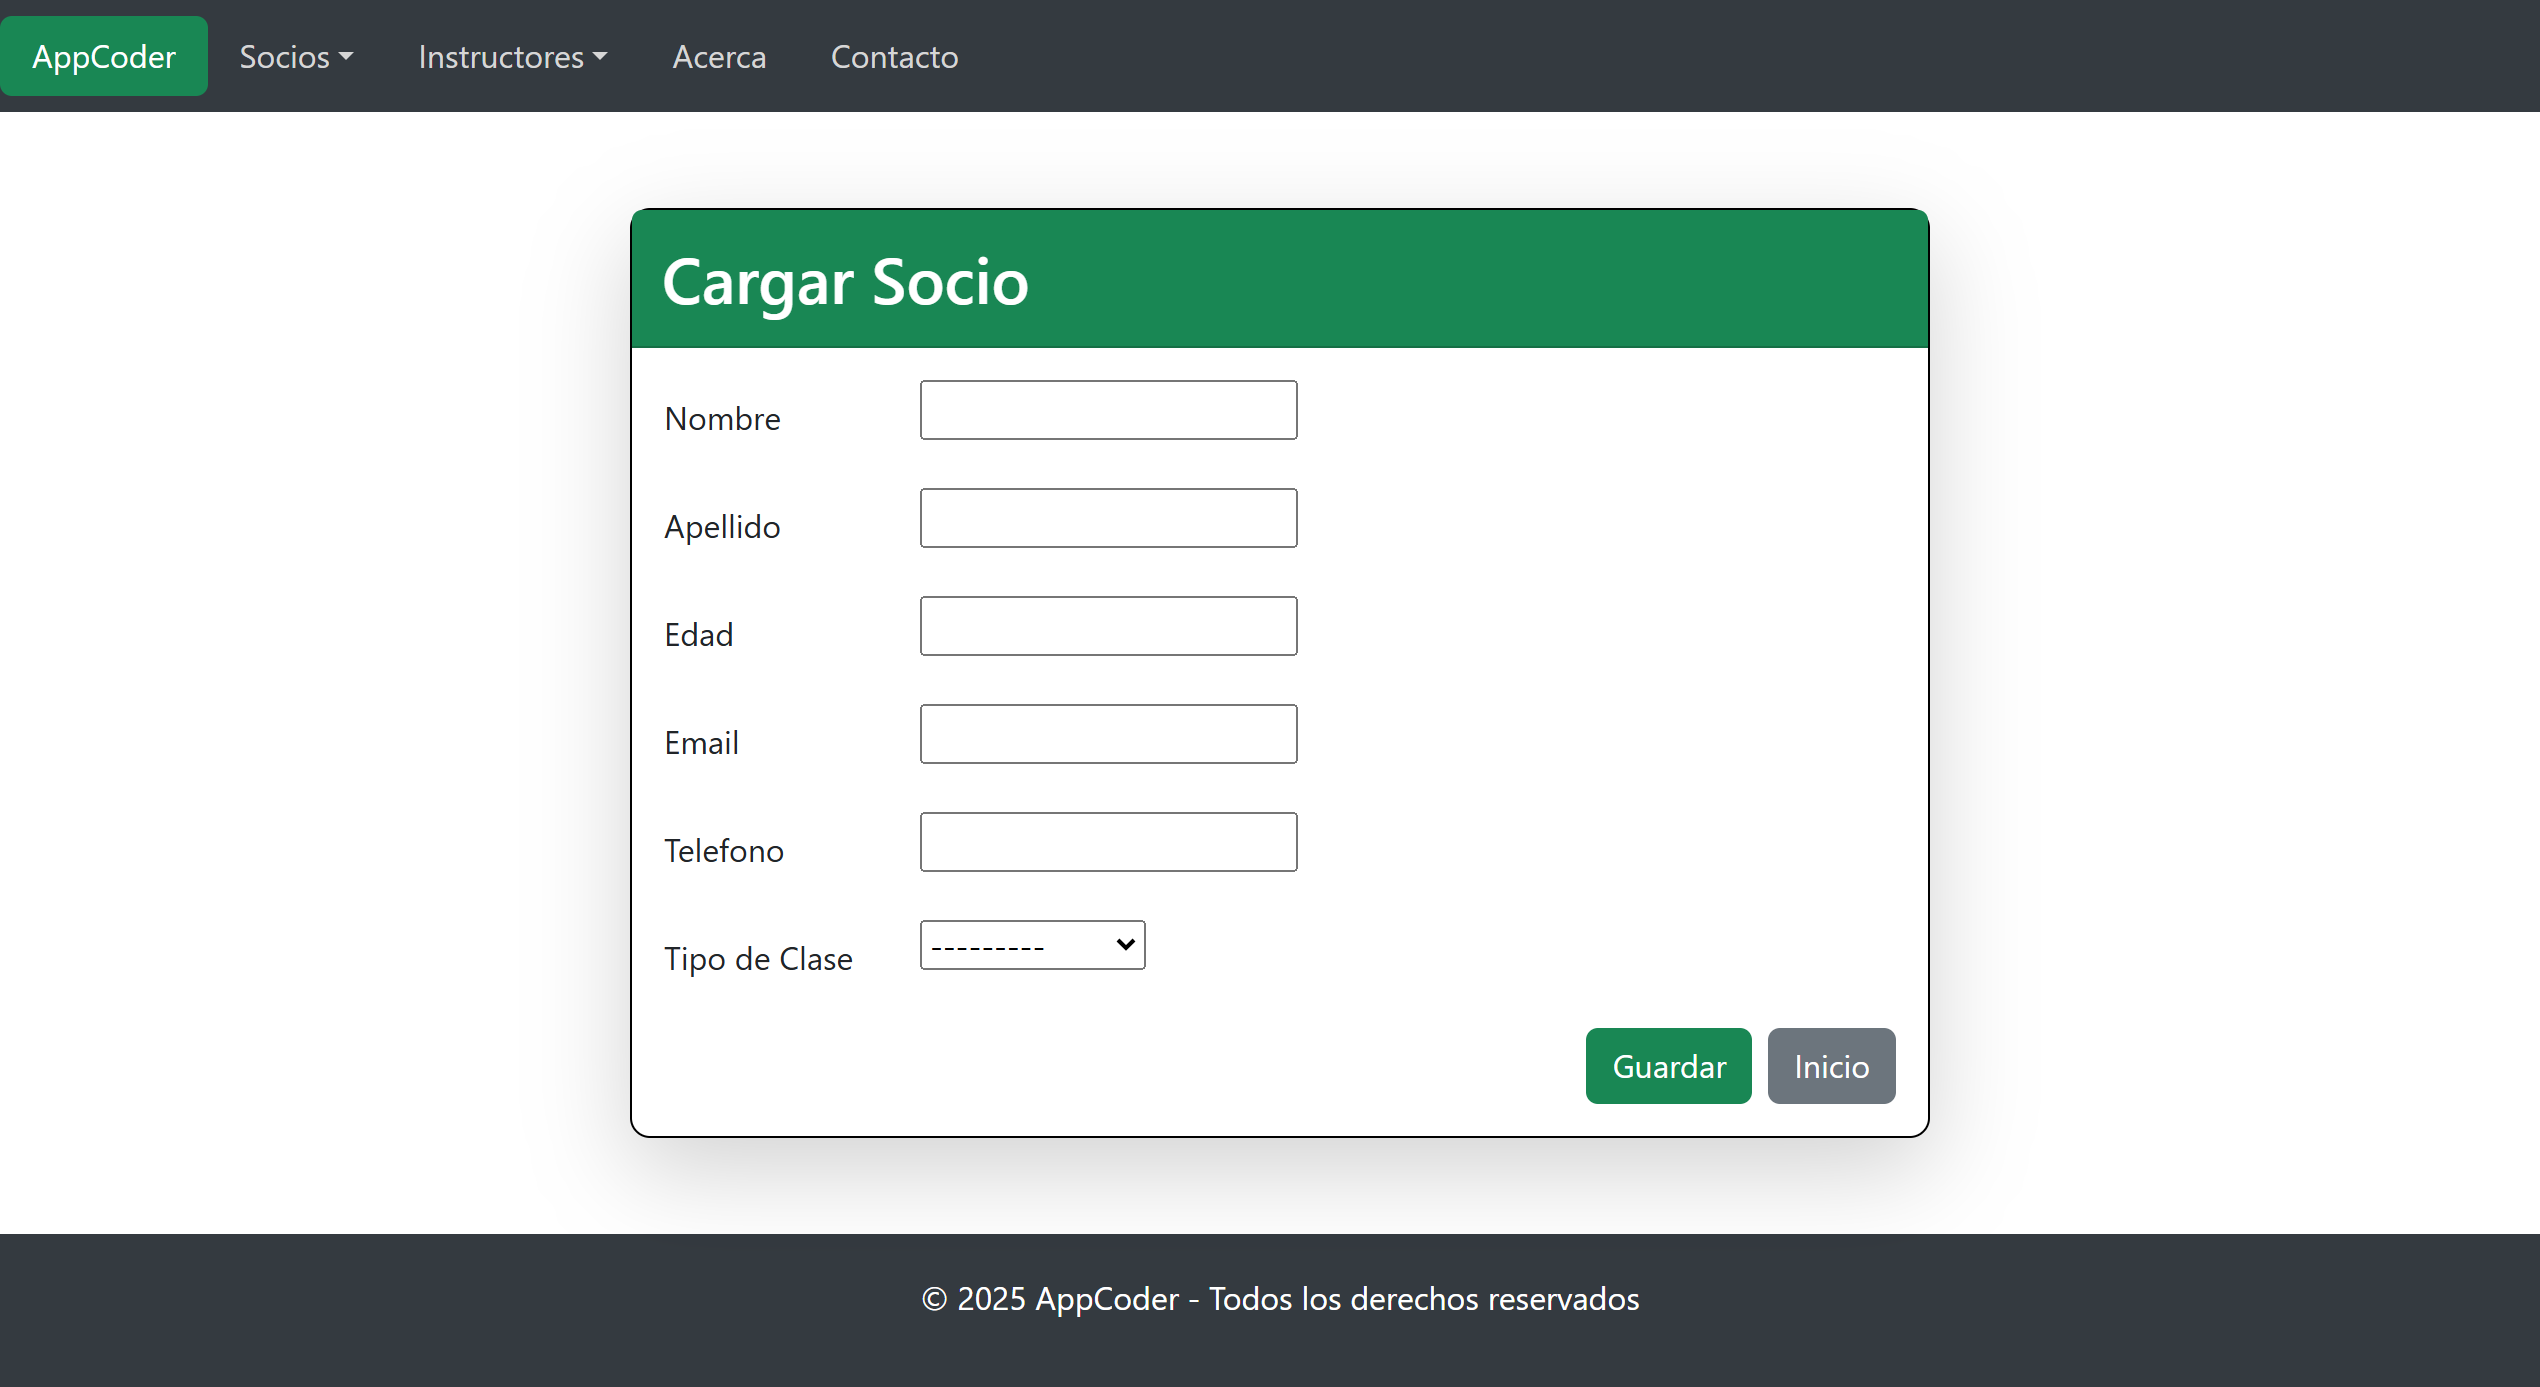 AppCoder Socios Instructores Acerca Contacto
Cargar Socio
Nombre
Apellido
Edad
Email
Telefono
Tipo de Clase ---------
Guardar Inicio
© 2025 AppCoder - Todos los derechos reservados